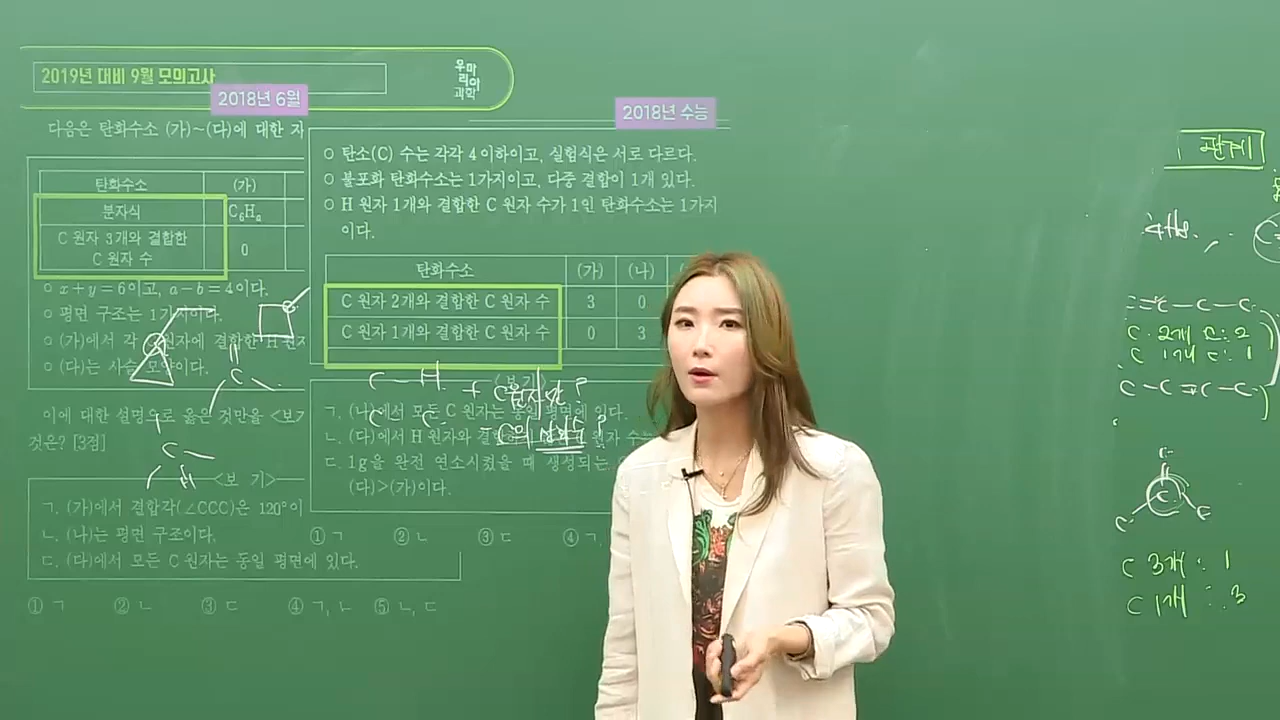 2019년 대비 9월 모의고사
우마
리아
과학
2018년 6월
다음은 탄화수소 (가)~(다)에 대한 자
탄화수소
(가)
분자식
C 원자 3개와 결합한
C 원자 수
0
○ x+y=6이고, a-b=4이다.
○ 평면 구조는 1가지이다.
○ (가)에서 각 C 원자에 결합한 H 원자
○ (다)는 사슬 모양이다.
이에 대한 설명으로 옳은 것만을 <보기
것은? [3점]
<보 기>
ㄱ. (가)에서 결합각(∠CCC)은 120°이
ㄴ. (나)는 평면 구조이다.
ㄷ. (다)에서 모든 C 원자는 동일 평면에 있다.
① ㄱ ② ㄴ ③ ㄷ ④ ㄱ, ㄴ ⑤ ㄴ, ㄷ
2018년 수능
○ 탄소(C) 수는 각각 4 이하이고, 실험식은 서로 다르다.
○ 불포화 탄화수소는 1가지이고, 다중 결합이 1개 있다.
○ H 원자 1개와 결합한 C 원자 수가 1인 탄화수소는 1가지
이다.
탄화수소 (가) (나)
C 원자 2개와 결합한 C 원자 수 3 0
C 원자 1개와 결합한 C 원자 수 0 3
<보기>
ㄱ. (나)에서 모든 C 원자는 동일 평면에 있다.
ㄴ. (다)에서 H 원자와 결합 원자 수는
ㄷ. 1g을 완전 연소시켰을 때 생성되는
(다)>(가)이다.
① ㄱ ② ㄴ ③ ㄷ ④ ㄱ,
C - H
C C
C
C
H
관계
C - C - C
C 2개 C : 2
C 1개 C : 1
C - C = C - C
C
C
C C
C 3개 : 1
C 1개 : 3